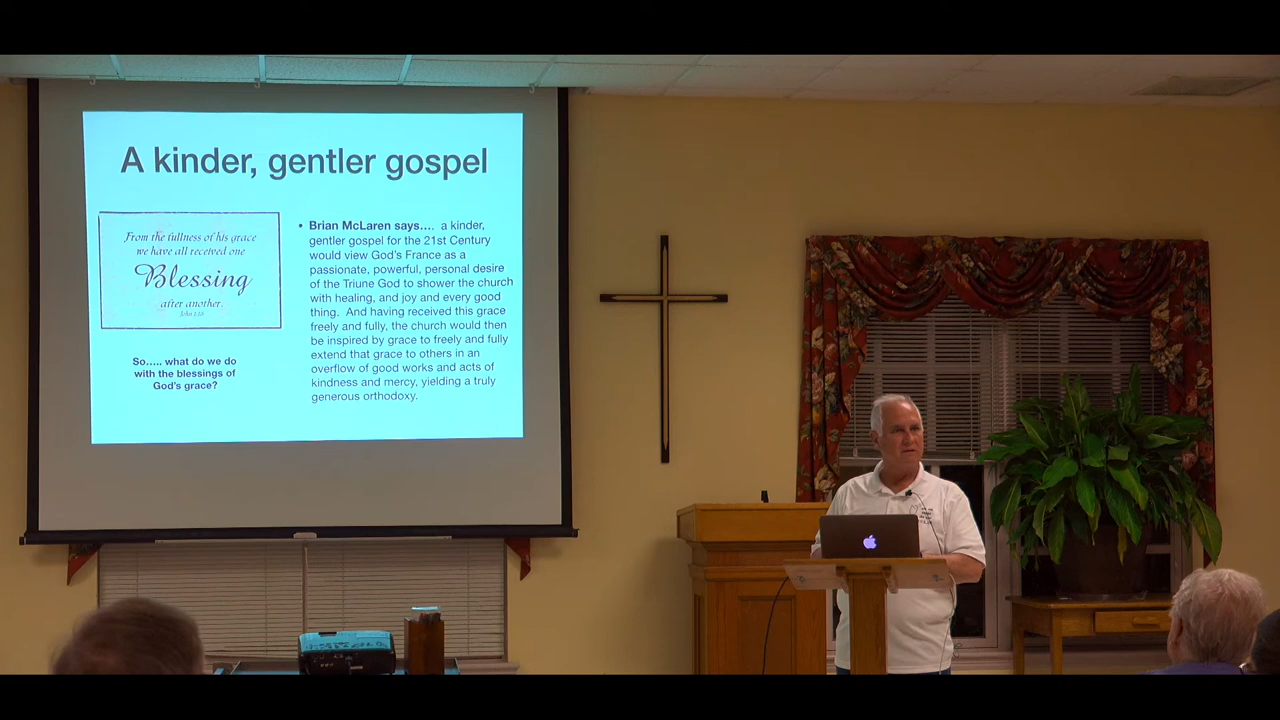 A kinder, gentler gospel
From the fullness of his grace
we have all received one
Blessing
after another.
John 1:16
So..... what do we do
with the blessings of
God's grace?
• Brian McLaren says.... a kinder,
gentler gospel for the 21st Century
would view God's France as a
passionate, powerful, personal desire
of the Triune God to shower the church
with healing, and joy and every good
thing. And having received this grace
freely and fully, the church would then
be inspired by grace to freely and fully
extend that grace to others in an
overflow of good works and acts of
kindness and mercy, yielding a truly
generous orthodoxy.